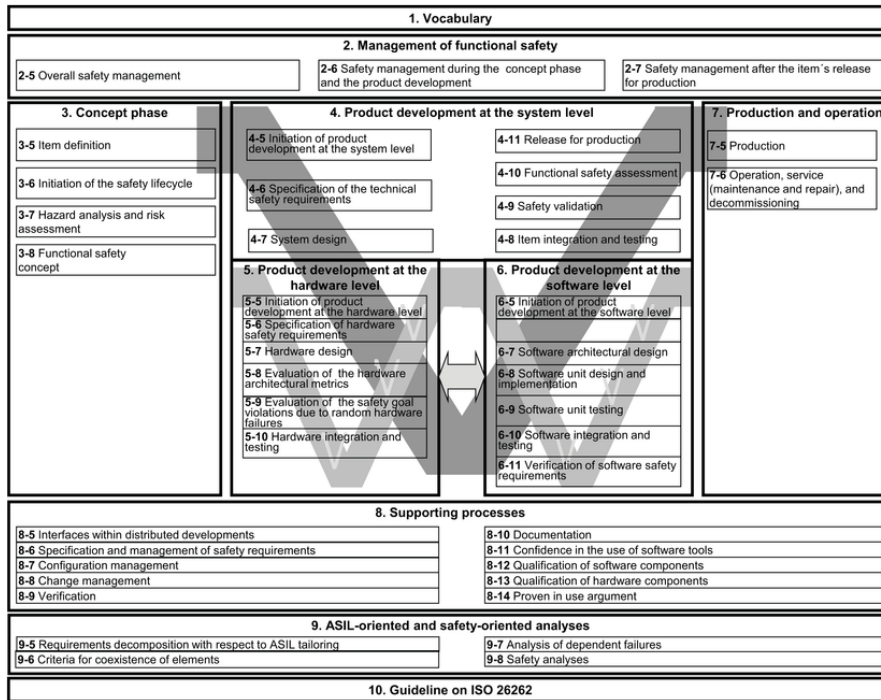 1. Vocabulary
2. Management of functional safety
2-5 Overall safety management
2-6 Safety management during the concept phase
and the product development
2-7 Safety management after the item´s release
for production
3. Concept phase
3-5 Item definition
3-6 Initiation of the safety lifecycle
3-7 Hazard analysis and risk
assessment
3-8 Functional safety
concept
4. Product development at the system level
4-5 Initiation of product
development at the system level
4-6 Specification of the technical
safety requirements
4-7 System design
4-11 Release for production
4-10 Functional safety assessment
4-9 Safety validation
4-8 Item integration and testing
7. Production and operation
7-5 Production
7-6 Operation, service
(maintenance and repair), and
decommissioning
5. Product development at the
hardware level
5-5 Initiation of product
development at the hardware level
5-6 Specification of hardware
safety requirements
5-7 Hardware design
5-8 Evaluation of the hardware
architectural metrics
5-9 Evaluation of the safety goal
violations due to random hardware
failures
5-10 Hardware integration and
testing
6. Product development at the
software level
6-5 Initiation of product
development at the software level
6-7 Software architectural design
6-8 Software unit design and
implementation
6-9 Software unit testing
6-10 Software integration and
testing
6-11 Verification of software safety
requirements
8. Supporting processes
8-5 Interfaces within distributed developments
8-6 Specification and management of safety requirements
8-7 Configuration management
8-8 Change management
8-9 Verification
8-10 Documentation
8-11 Confidence in the use of software tools
8-12 Qualification of software components
8-13 Qualification of hardware components
8-14 Proven in use argument
9. ASIL-oriented and safety-oriented analyses
9-5 Requirements decomposition with respect to ASIL tailoring
9-6 Criteria for coexistence of elements
9-7 Analysis of dependent failures
9-8 Safety analyses
10. Guideline on ISO 26262